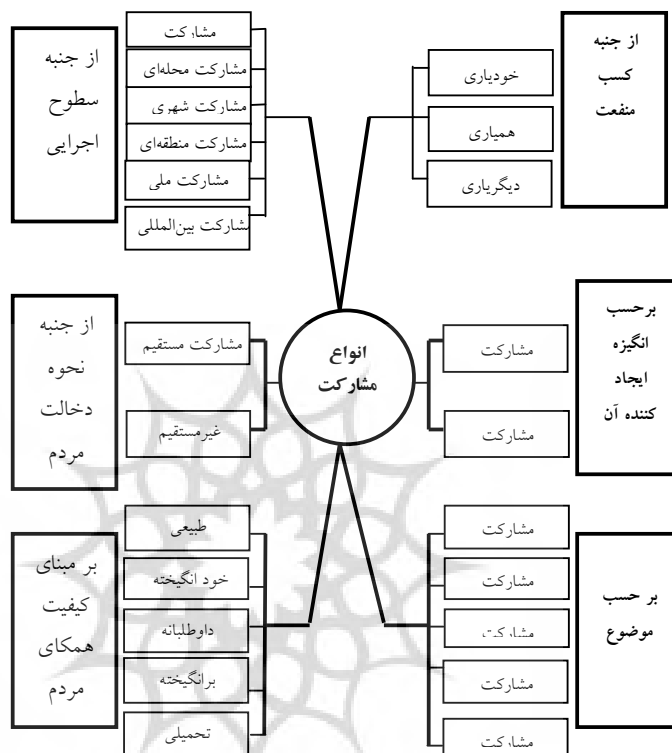 از جنبه
کسب
منفعت
خودیاری
همیاری
دیگریاری
مشارکت
مشارکت محله‌ای
مشارکت شهری
مشارکت منطقه‌ای
مشارکت ملی
مشارکت بین‌المللی
از جنبه
سطوح
اجرایی
انواع
مشارکت
برحسب
انگیزه
ایجاد
کننده آن
مشارکت
مشارکت
مشارکت مستقیم
غیرمستقیم
از جنبه
نحوه
دخالت
مردم
بر حسب
موضوع
مشارکت
مشارکت
مشارکت
مشارکت
مشارکت
طبیعی
خود انگیخته
داوطلبانه
برانگیخته
تحمیلی
بر مبنای
کیفیت
همکای
مردم